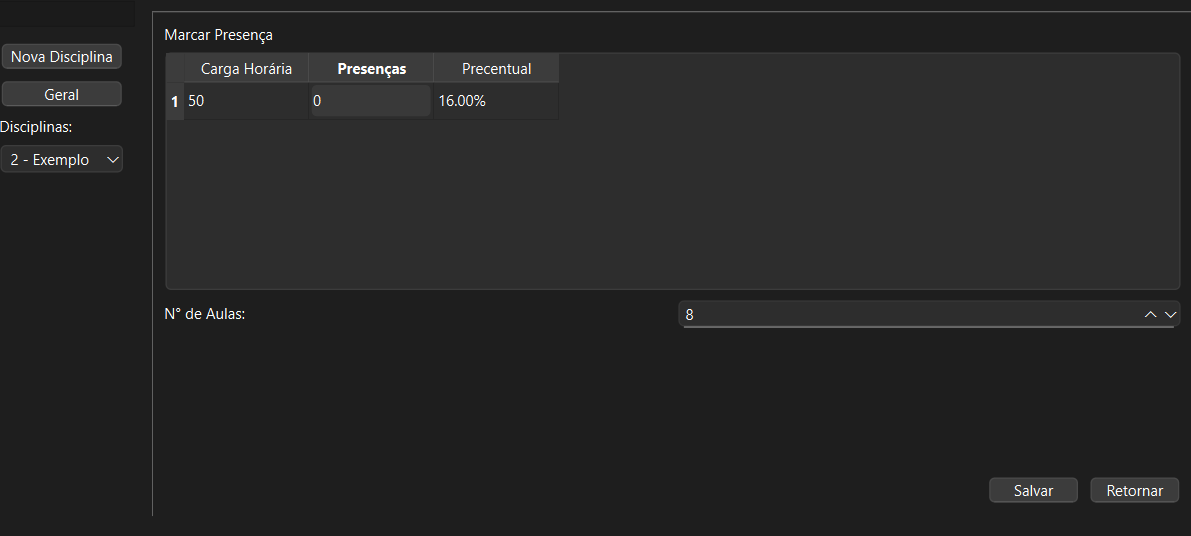 Nova Disciplina
Geral
Disciplinas:
2 - Exemplo
Marcar Presença
Carga Horária Presenças Precentual
1 50 0 16.00%
N° de Aulas: 8
Salvar Retornar